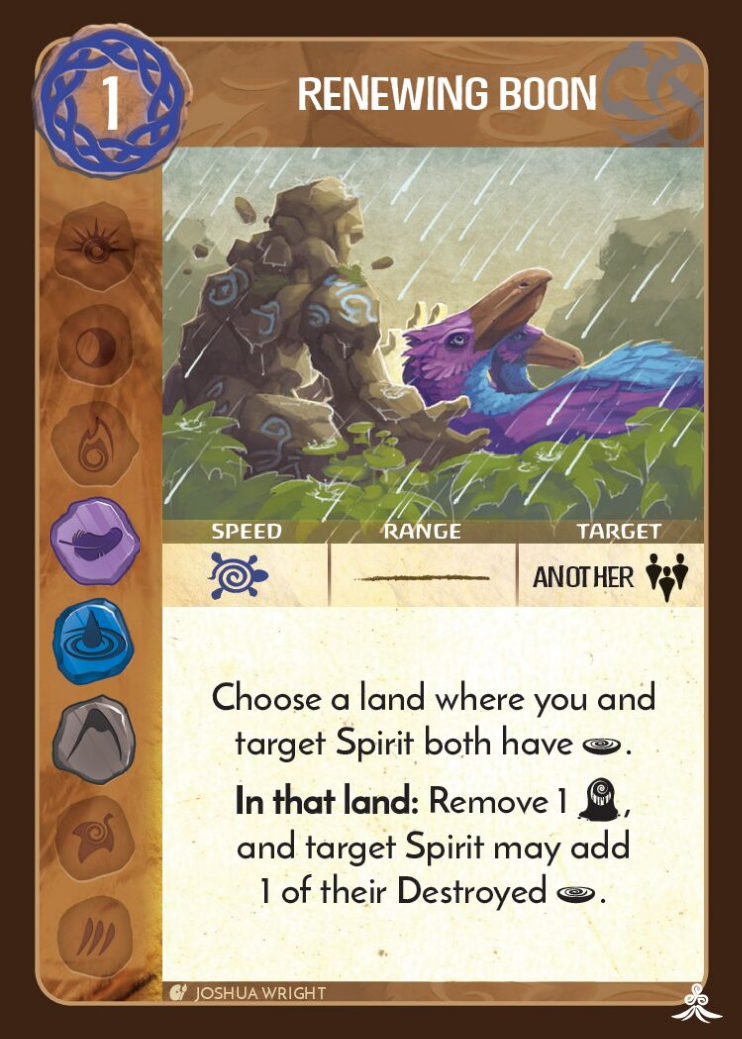 1
RENEWING BOON
SPEED RANGE TARGET
ANOTHER
Choose a land where you and
target Spirit both have .
In that land: Remove 1 ,
and target Spirit may add
1 of their Destroyed .
JOSHUA WRIGHT